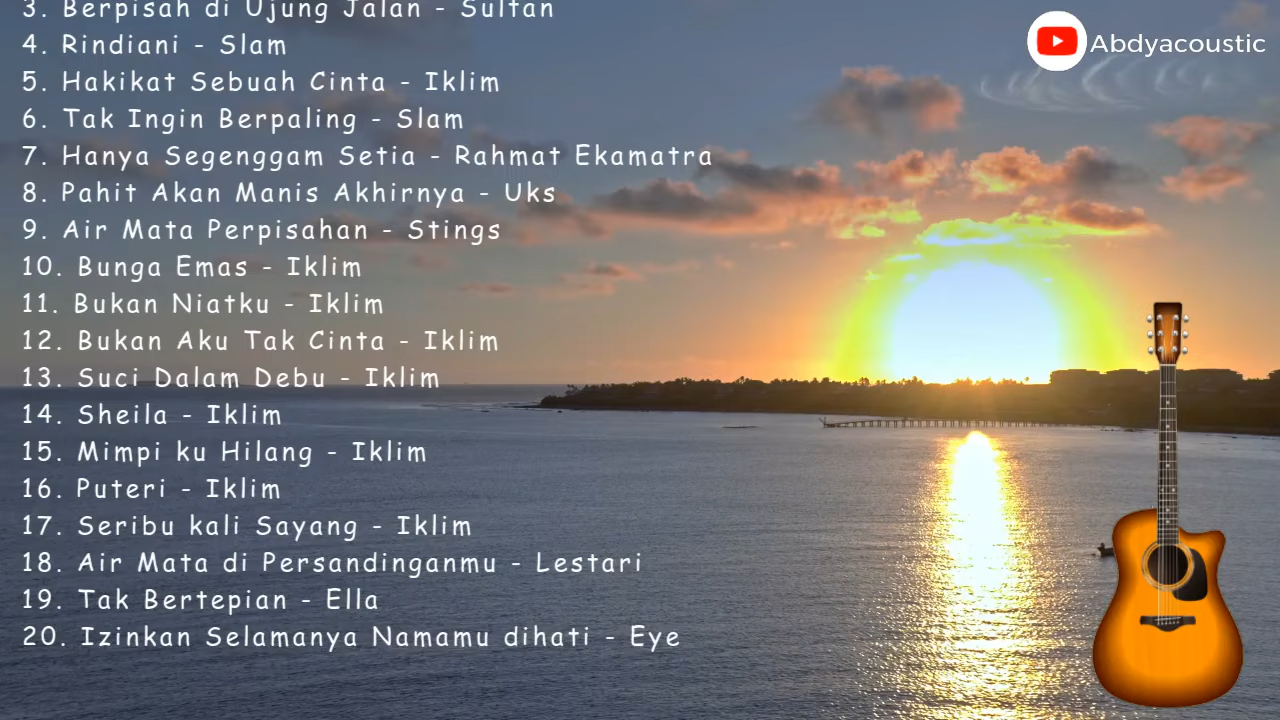 3. Berpisah di Ujung Jalan - Sultan
4. Rindiani - Slam
5. Hakikat Sebuah Cinta - Iklim
6. Tak Ingin Berpaling - Slam
7. Hanya Segenggam Setia - Rahmat Ekamatra
8. Pahit Akan Manis Akhirnya - Uks
9. Air Mata Perpisahan - Stings
10. Bunga Emas - Iklim
11. Bukan Niatku - Iklim
12. Bukan Aku Tak Cinta - Iklim
13. Suci Dalam Debu - Iklim
14. Sheila - Iklim
15. Mimpi ku Hilang - Iklim
16. Puteri - Iklim
17. Seribu kali Sayang - Iklim
18. Air Mata di Persandinganmu - Lestari
19. Tak Bertepian - Ella
20. Izinkan Selamanya Namamu dihati - Eye
Abdyacoustic